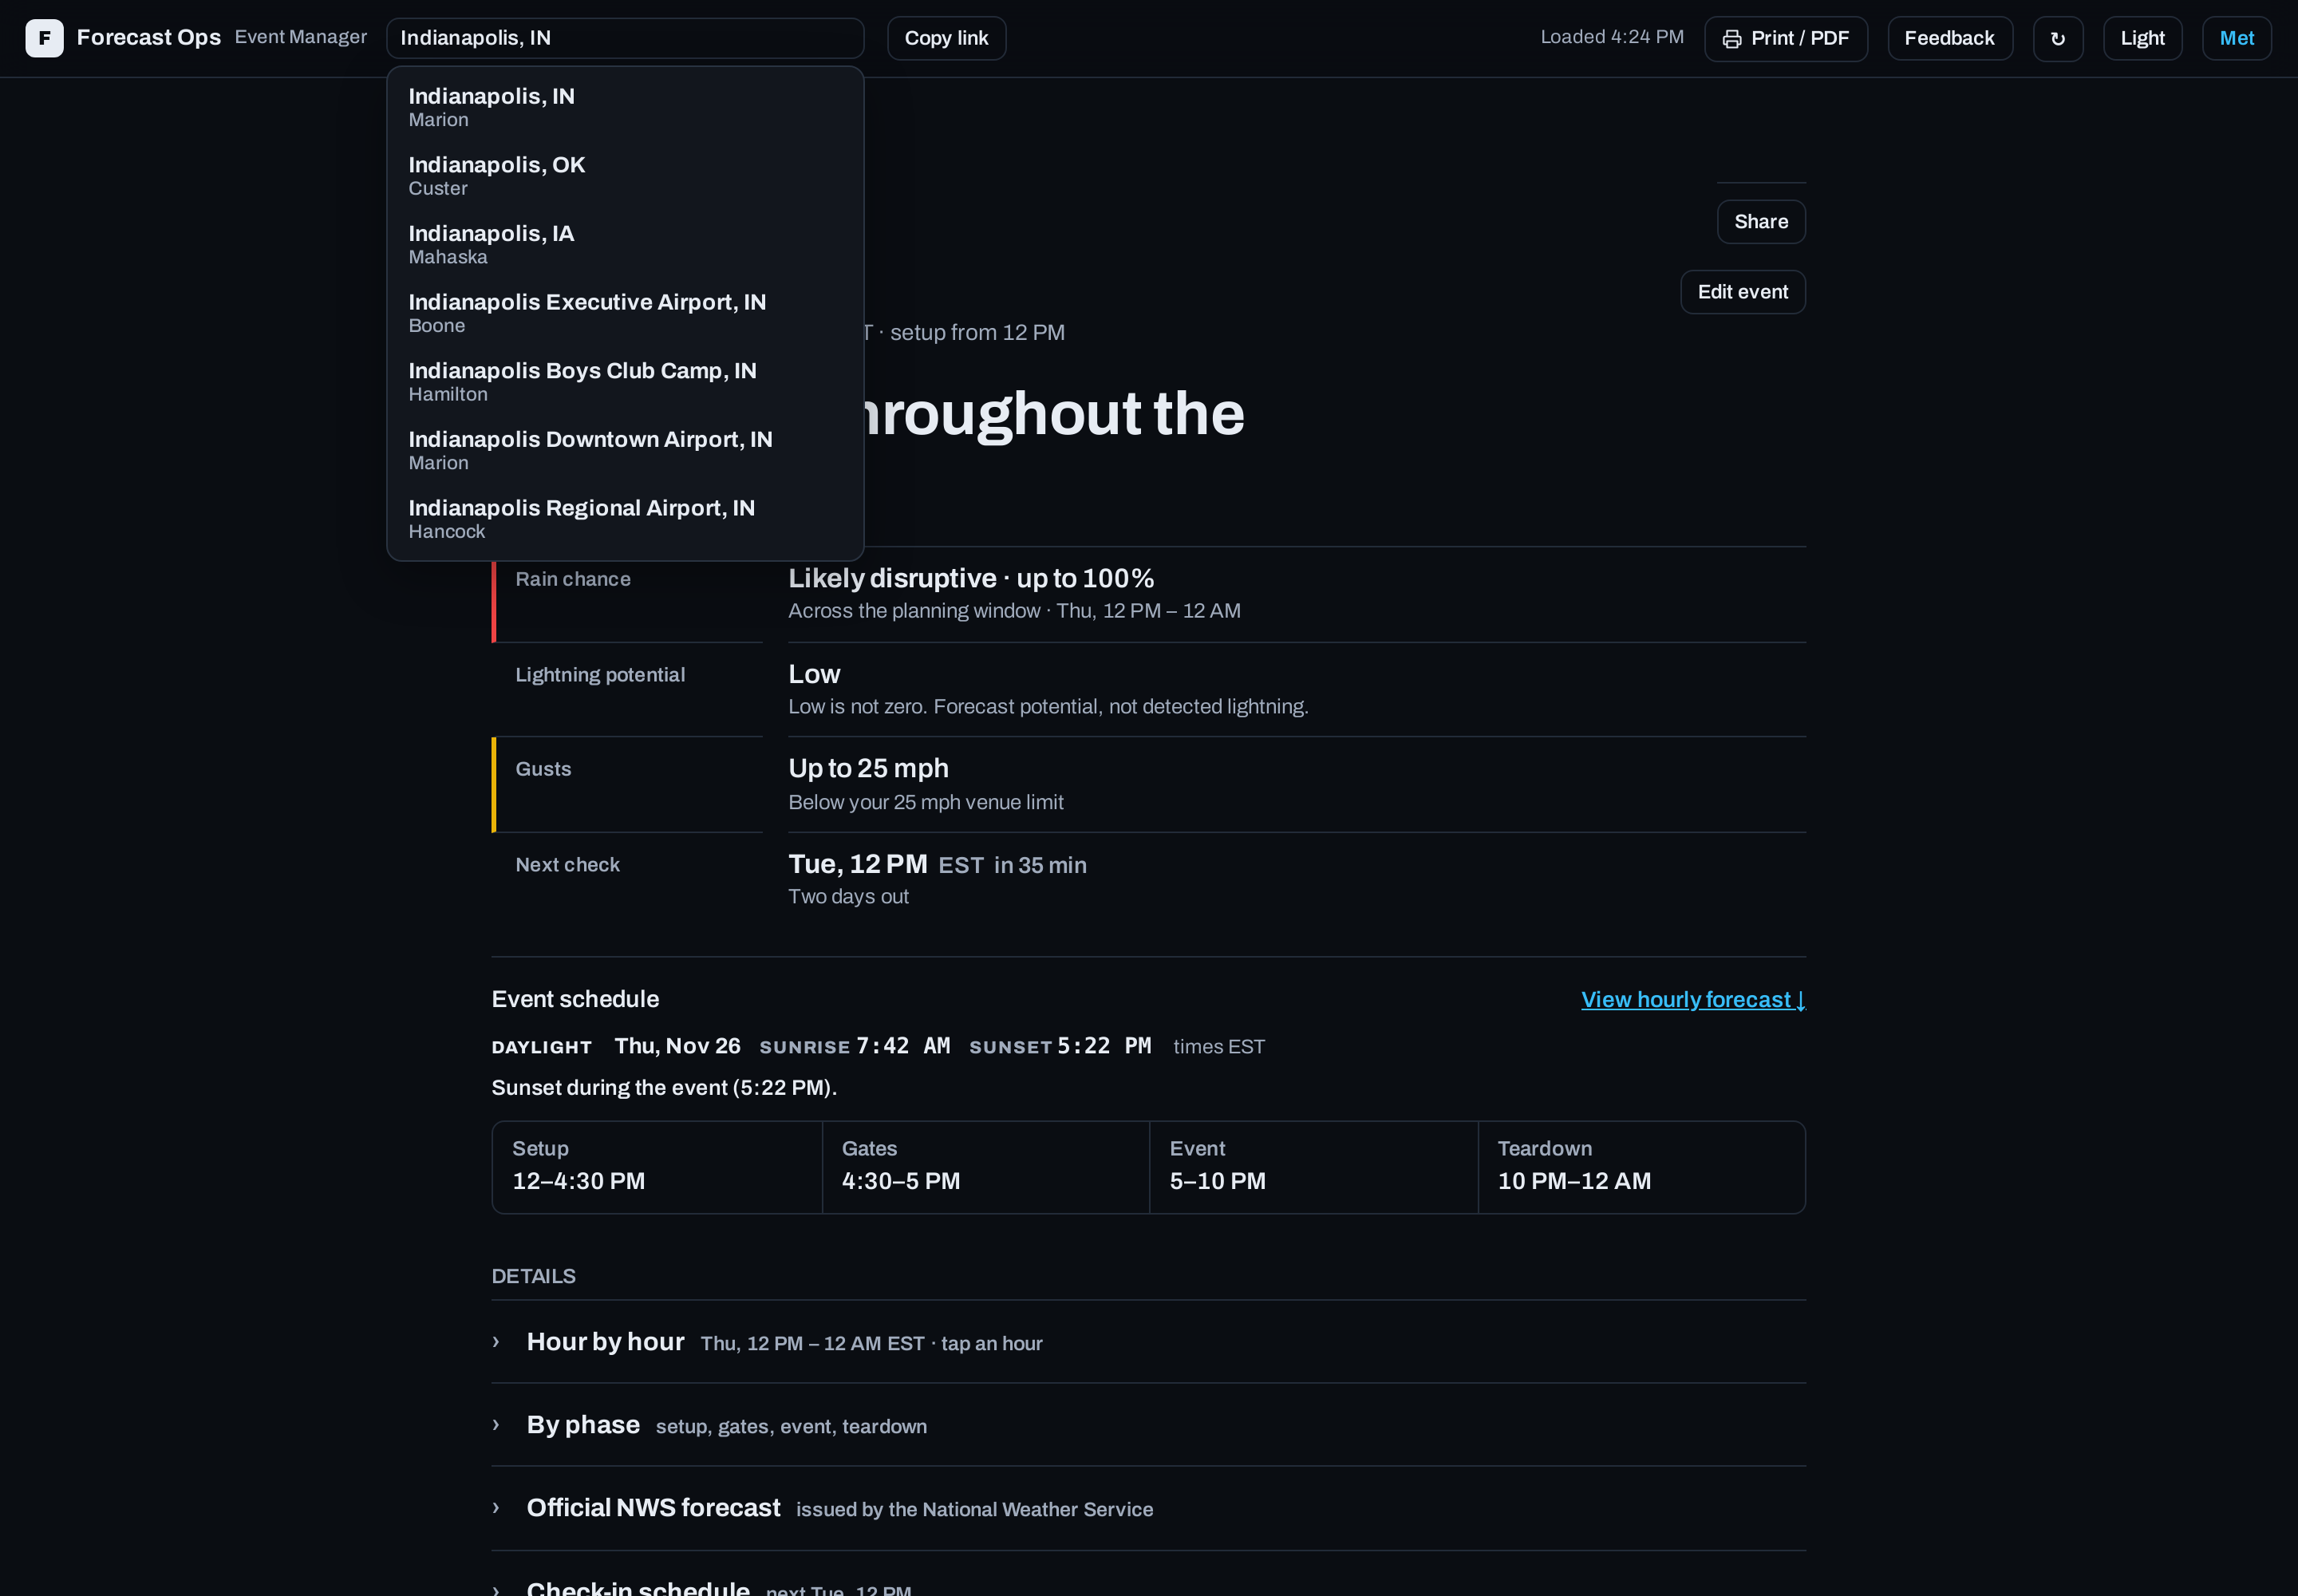 F Forecast Ops Event Manager Indianapolis, IN Copy link Loaded 4:24 PM Print / PDF Feedback ↻ Light Met
Indianapolis, IN
Marion
Indianapolis, OK
Custer
Indianapolis, IA
Mahaska
Indianapolis Executive Airport, IN
Boone
Indianapolis Boys Club Camp, IN
Hamilton
Indianapolis Downtown Airport, IN
Marion
Indianapolis Regional Airport, IN
Hancock
Share
Edit event
T · setup from 12 PM
hroughout the
Rain chance
Likely disruptive · up to 100%
Across the planning window · Thu, 12 PM – 12 AM
Lightning potential
Low
Low is not zero. Forecast potential, not detected lightning.
Gusts
Up to 25 mph
Below your 25 mph venue limit
Next check
Tue, 12 PM EST in 35 min
Two days out
Event schedule
View hourly forecast ↓
DAYLIGHT Thu, Nov 26 SUNRISE 7:42 AM SUNSET 5:22 PM times EST
Sunset during the event (5:22 PM).
Setup
12–4:30 PM
Gates
4:30–5 PM
Event
5–10 PM
Teardown
10 PM–12 AM
DETAILS
› Hour by hour Thu, 12 PM – 12 AM EST · tap an hour
› By phase setup, gates, event, teardown
› Official NWS forecast issued by the National Weather Service
› Check-in schedule next Tue, 12 PM